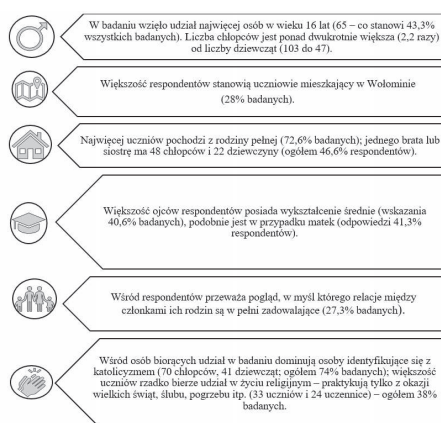 W badaniu wzięło udział najwięcej osób w wieku 16 lat (65 – co stanowi 43,3%
wszystkich badanych). Liczba chłopców jest ponad dwukrotnie większa (2,2 razy)
od liczby dziewcząt (103 do 47).
Większość respondentów stanowią uczniowie mieszkający w Wołominie
(28% badanych).
Najwięcej uczniów pochodzi z rodziny pełnej (72,6% badanych); jednego brata lub
siostrę ma 48 chłopców i 22 dziewczyny (ogółem 46,6% respondentów).
Większość ojców respondentów posiada wykształcenie średnie (wskazania
40,6% badanych), podobnie jest w przypadku matek (odpowiedzi 41,3%
respondentów).
Wśród respondentów przeważa pogląd, w myśl którego relacje między
członkami ich rodzin są w pełni zadowalające (27,3% badanych).
Wśród osób biorących udział w badaniu dominują osoby identyfikujące się z
katolicyzmem (70 chłopców, 41 dziewcząt; ogółem 74% badanych); większość
uczniów rzadko bierze udział w życiu religijnym – praktykują tylko z okazji
wielkich świąt, ślubu, pogrzebu itp. (33 uczniów i 24 uczennice) – ogółem 38%
badanych.